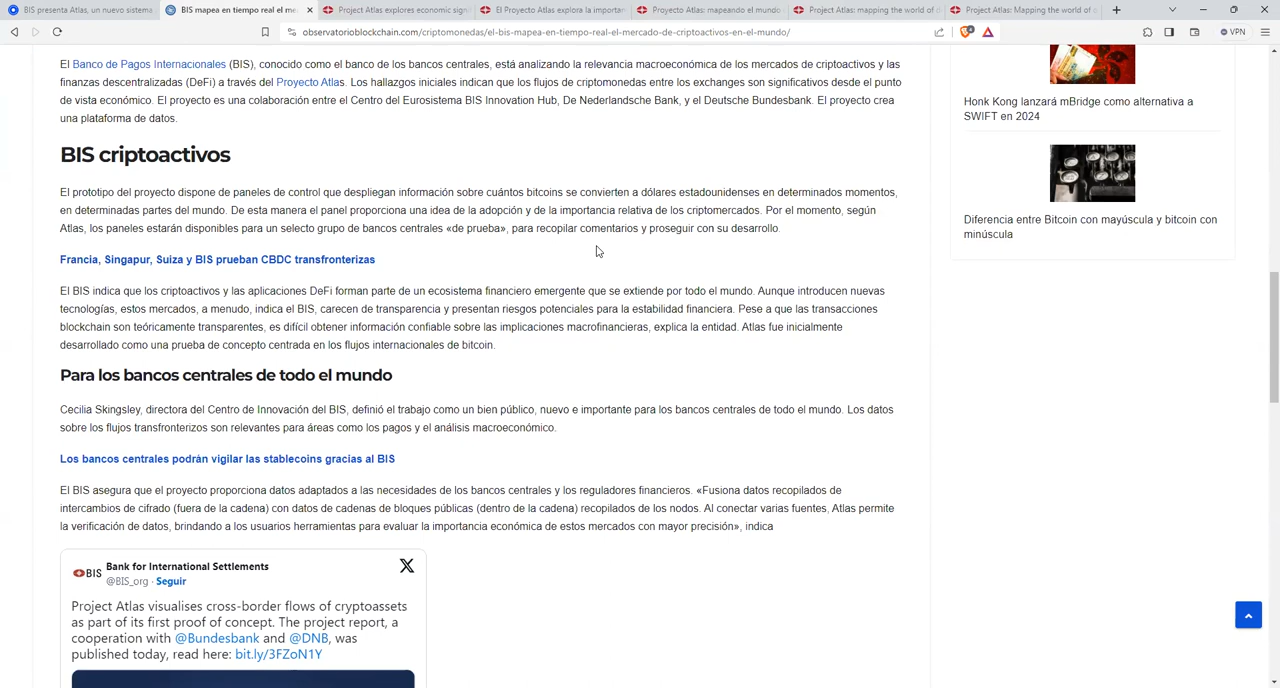 BIS presenta Atlas, un nuevo sistema
BIS mapea en tiempo real el me
Project Atlas explores economic signi
El Proyecto Atlas explora la importan
Proyecto Atlas: mapeando el mundo
Project Atlas: mapping the world of d
Project Atlas: Mapping the world of d
observatorioblockchain.com/criptomonedas/el-bis-mapea-en-tiempo-real-el-mercado-de-criptoactivos-en-el-mundo/
VPN
El Banco de Pagos Internacionales (BIS), conocido como el banco de los bancos centrales, está analizando la relevancia macroeconómica de los mercados de criptoactivos y las
finanzas descentralizadas (DeFi) a través del Proyecto Atlas. Los hallazgos iniciales indican que los flujos de criptomonedas entre los exchanges son significativos desde el punto
de vista económico. El proyecto es una colaboración entre el Centro del Eurosistema BIS Innovation Hub, De Nederlandsche Bank, y el Deutsche Bundesbank. El proyecto crea
una plataforma de datos.
BIS criptoactivos
El prototipo del proyecto dispone de paneles de control que despliegan información sobre cuántos bitcoins se convierten a dólares estadounidenses en determinados momentos,
en determinadas partes del mundo. De esta manera el panel proporciona una idea de la adopción y de la importancia relativa de los criptomercados. Por el momento, según
Atlas, los paneles estarán disponibles para un selecto grupo de bancos centrales «de prueba», para recopilar comentarios y proseguir con su desarrollo.
Francia, Singapur, Suiza y BIS prueban CBDC transfronterizas
El BIS indica que los criptoactivos y las aplicaciones DeFi forman parte de un ecosistema financiero emergente que se extiende por todo el mundo. Aunque introducen nuevas
tecnologías, estos mercados, a menudo, indica el BIS, carecen de transparencia y presentan riesgos potenciales para la estabilidad financiera. Pese a que las transacciones
blockchain son teóricamente transparentes, es difícil obtener información confiable sobre las implicaciones macrofinancieras, explica la entidad. Atlas fue inicialmente
desarrollado como una prueba de concepto centrada en los flujos internacionales de bitcoin.
Para los bancos centrales de todo el mundo
Cecilia Skingsley, directora del Centro de Innovación del BIS, definió el trabajo como un bien público, nuevo e importante para los bancos centrales de todo el mundo. Los datos
sobre los flujos transfronterizos son relevantes para áreas como los pagos y el análisis macroeconómico.
Los bancos centrales podrán vigilar las stablecoins gracias al BIS
El BIS asegura que el proyecto proporciona datos adaptados a las necesidades de los bancos centrales y los reguladores financieros. «Fusiona datos recopilados de
intercambios de cifrado (fuera de la cadena) con datos de cadenas de bloques públicas (dentro de la cadena) recopilados de los nodos. Al conectar varias fuentes, Atlas permite
la verificación de datos, brindando a los usuarios herramientas para evaluar la importancia económica de estos mercados con mayor precisión», indica
BIS
Bank for International Settlements
@BIS_org · Seguir
Project Atlas visualises cross-border flows of cryptoassets
as part of its first proof of concept. The project report, a
cooperation with @Bundesbank and @DNB, was
published today, read here: bit.ly/3FZoN1Y
Honk Kong lanzará mBridge como alternativa a
SWIFT en 2024
Diferencia entre Bitcoin con mayúscula y bitcoin con
minúscula